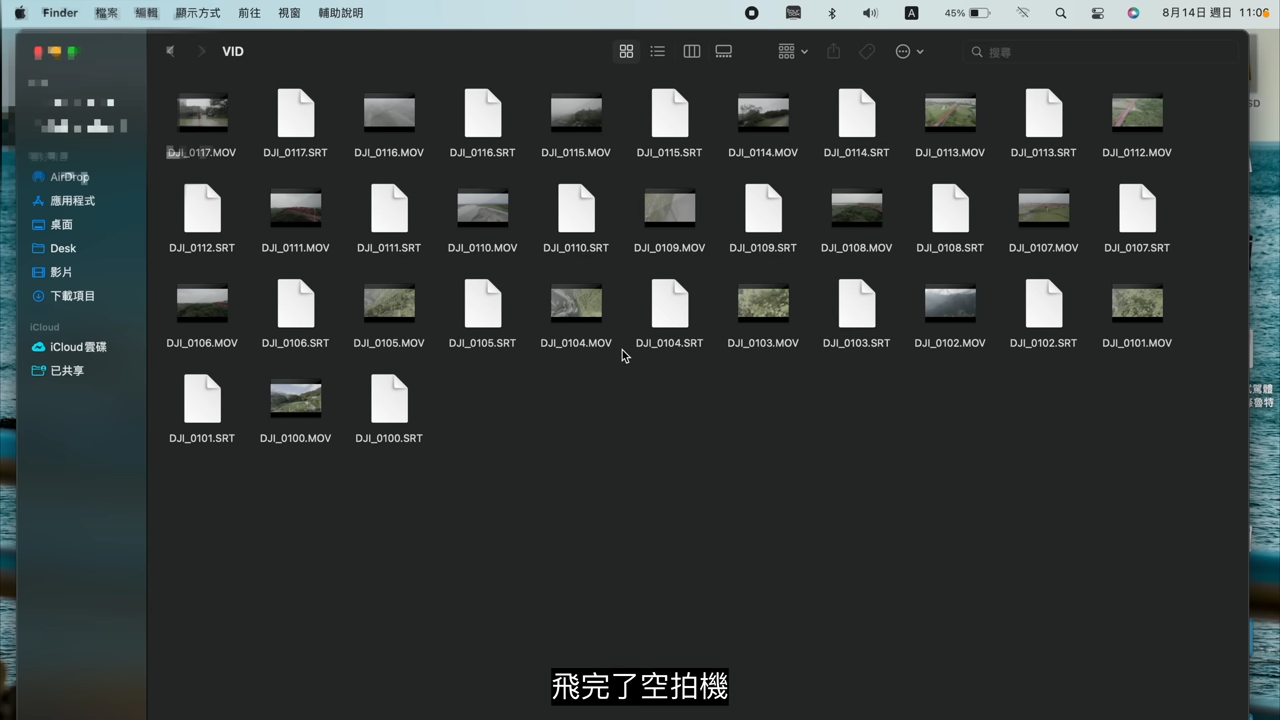 Finder 檔案 編輯 顯示方式 前往 視窗 輔助說明 A 45% 8月14日 週日 11:06
VID
搜尋
AirDrop
應用程式
桌面
Desk
影片
下載項目
iCloud
iCloud雲碟
已共享
DJI_0117.MOV DJI_0117.SRT DJI_0116.MOV DJI_0116.SRT DJI_0115.MOV DJI_0115.SRT DJI_0114.MOV DJI_0114.SRT DJI_0113.MOV DJI_0113.SRT DJI_0112.MOV
DJI_0112.SRT DJI_0111.MOV DJI_0111.SRT DJI_0110.MOV DJI_0110.SRT DJI_0109.MOV DJI_0109.SRT DJI_0108.MOV DJI_0108.SRT DJI_0107.MOV DJI_0107.SRT
DJI_0106.MOV DJI_0106.SRT DJI_0105.MOV DJI_0105.SRT DJI_0104.MOV DJI_0104.SRT DJI_0103.MOV DJI_0103.SRT DJI_0102.MOV DJI_0102.SRT DJI_0101.MOV
DJI_0101.SRT DJI_0100.MOV DJI_0100.SRT
飛完了空拍機